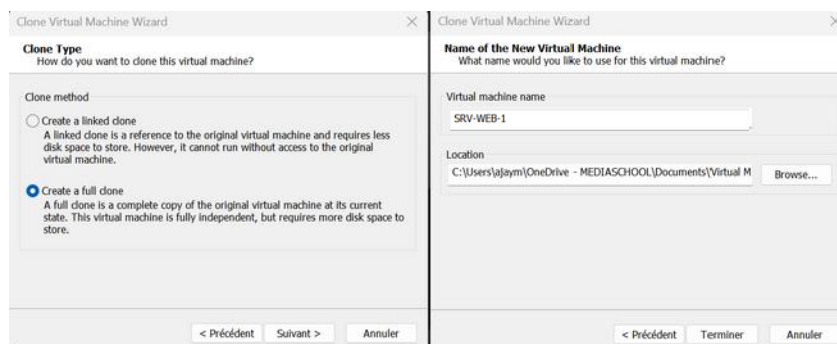 Clone Virtual Machine Wizard
Clone Type
How do you want to clone this virtual machine?
Clone method
Create a linked clone
A linked clone is a reference to the original virtual machine and requires less
disk space to store. However, it cannot run without access to the original
virtual machine.
Create a full clone
A full clone is a complete copy of the original virtual machine at its current
state. This virtual machine is fully independent, but requires more disk space to
store.
< Précédent
Suivant >
Annuler
Clone Virtual Machine Wizard
Name of the New Virtual Machine
What name would you like to use for this virtual machine?
Virtual machine name
SRV-WEB-1
Location
C:\Users\ajaym\OneDrive - MEDIASCHOOL\Documents\Virtual M
Browse...
< Précédent
Terminer
Annuler